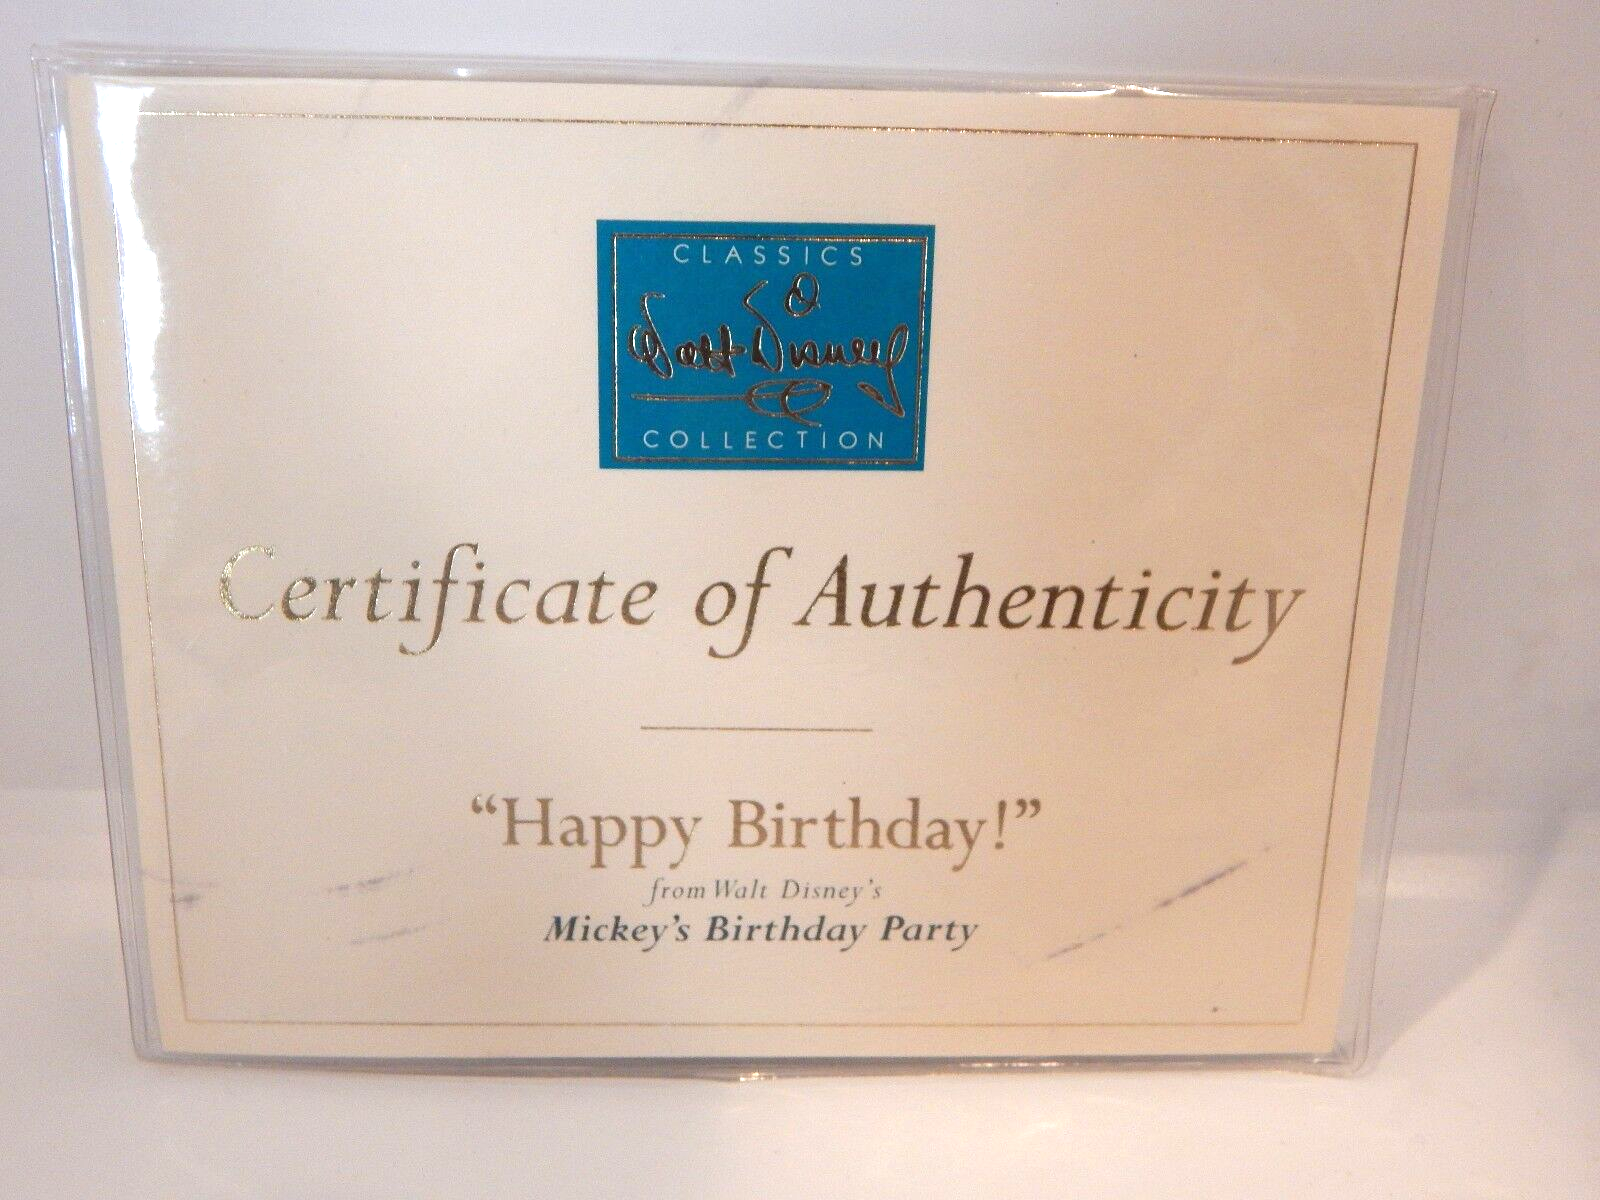 CLASSICS
Walt Disney
COLLECTION
Certificate of Authenticity
“Happy Birthday!”
from Walt Disney’s
Mickey’s Birthday Party